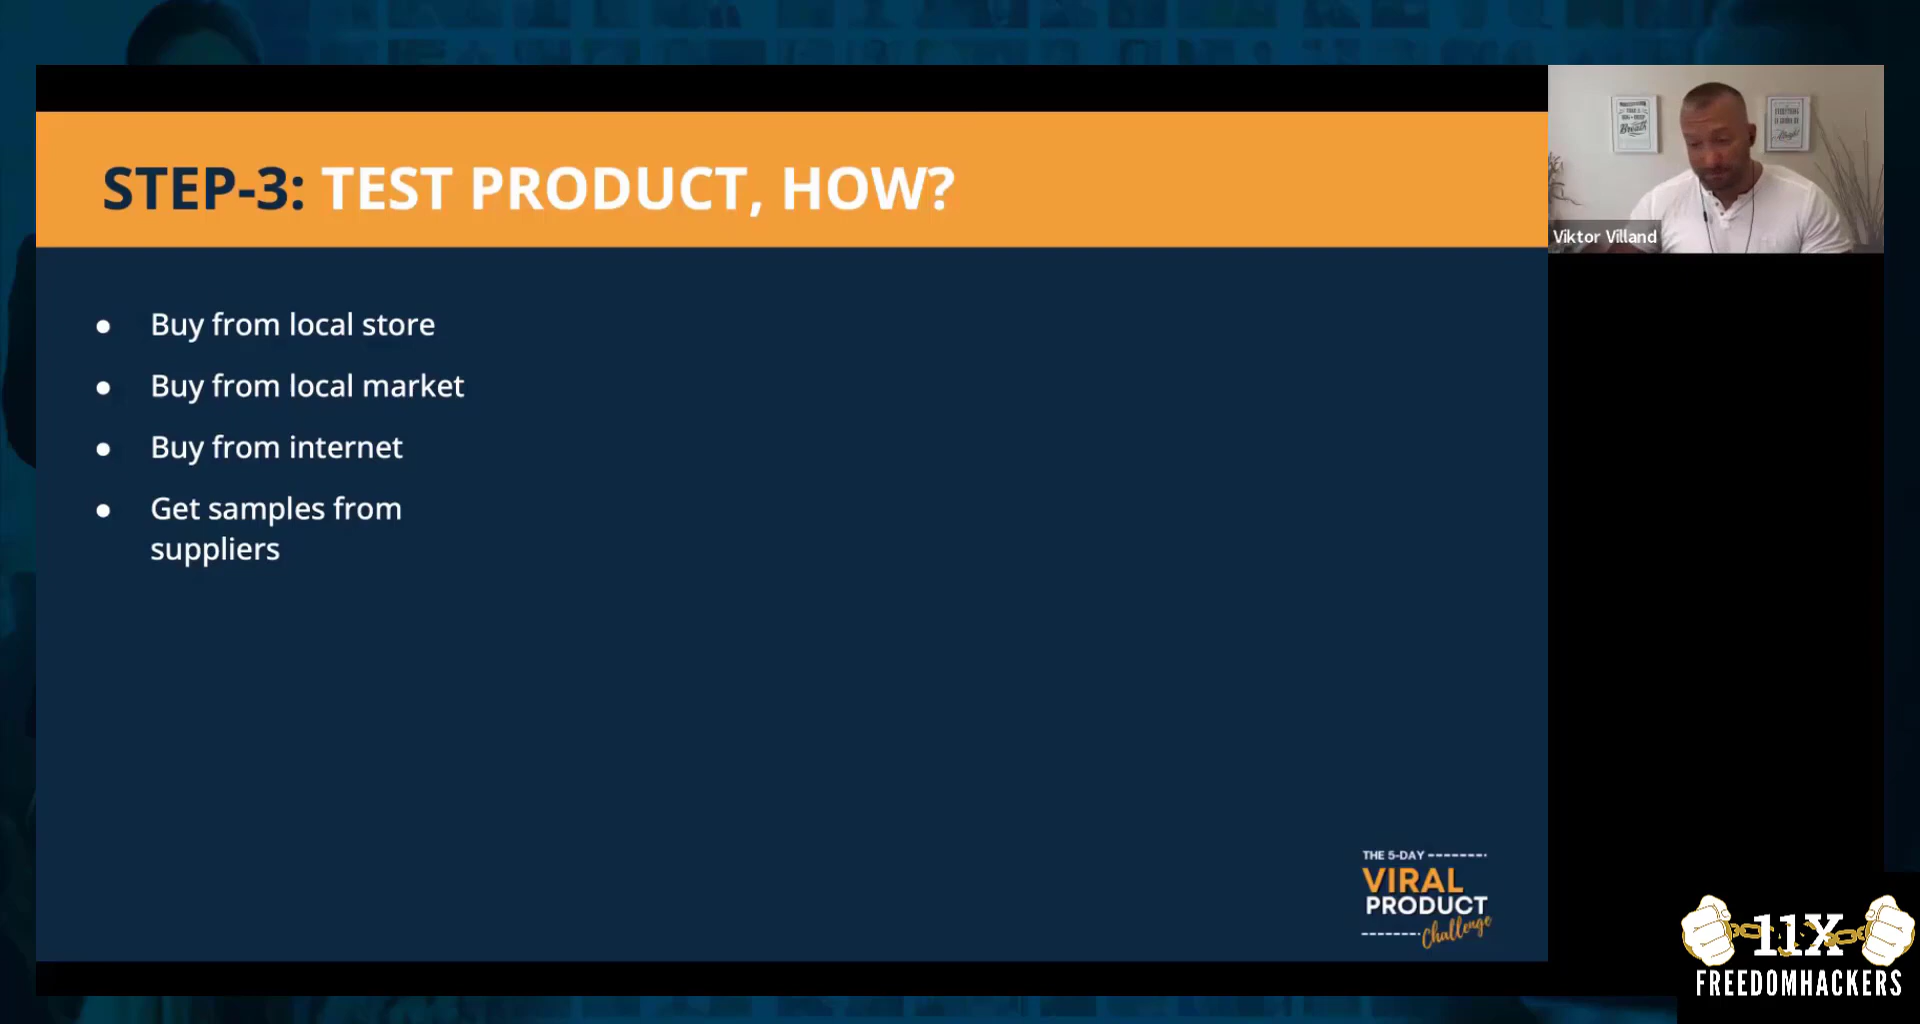 STEP-3: TEST PRODUCT, HOW?
● Buy from local store
● Buy from local market
● Buy from internet
● Get samples from
suppliers
Viktor Villand
Breath
THE 5-DAY
VIRAL
PRODUCT
Challenge
11X
FREEDOMHACKERS